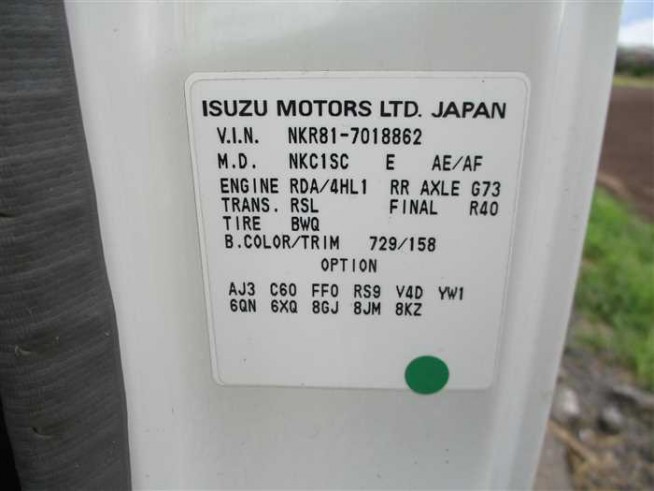 ISUZU MOTORS LTD. JAPAN
V.I.N. NKR81-7018862
M.D. NKC1SC E AE/AF
ENGINE RDA/4HL1 RR AXLE G73
TRANS. RSL FINAL R40
TIRE BWQ
B.COLOR/TRIM 729/158
OPTION
AJ3 C60 FF0 RS9 V4D YW1
6QN 6XQ 8GJ 8JM 8KZ